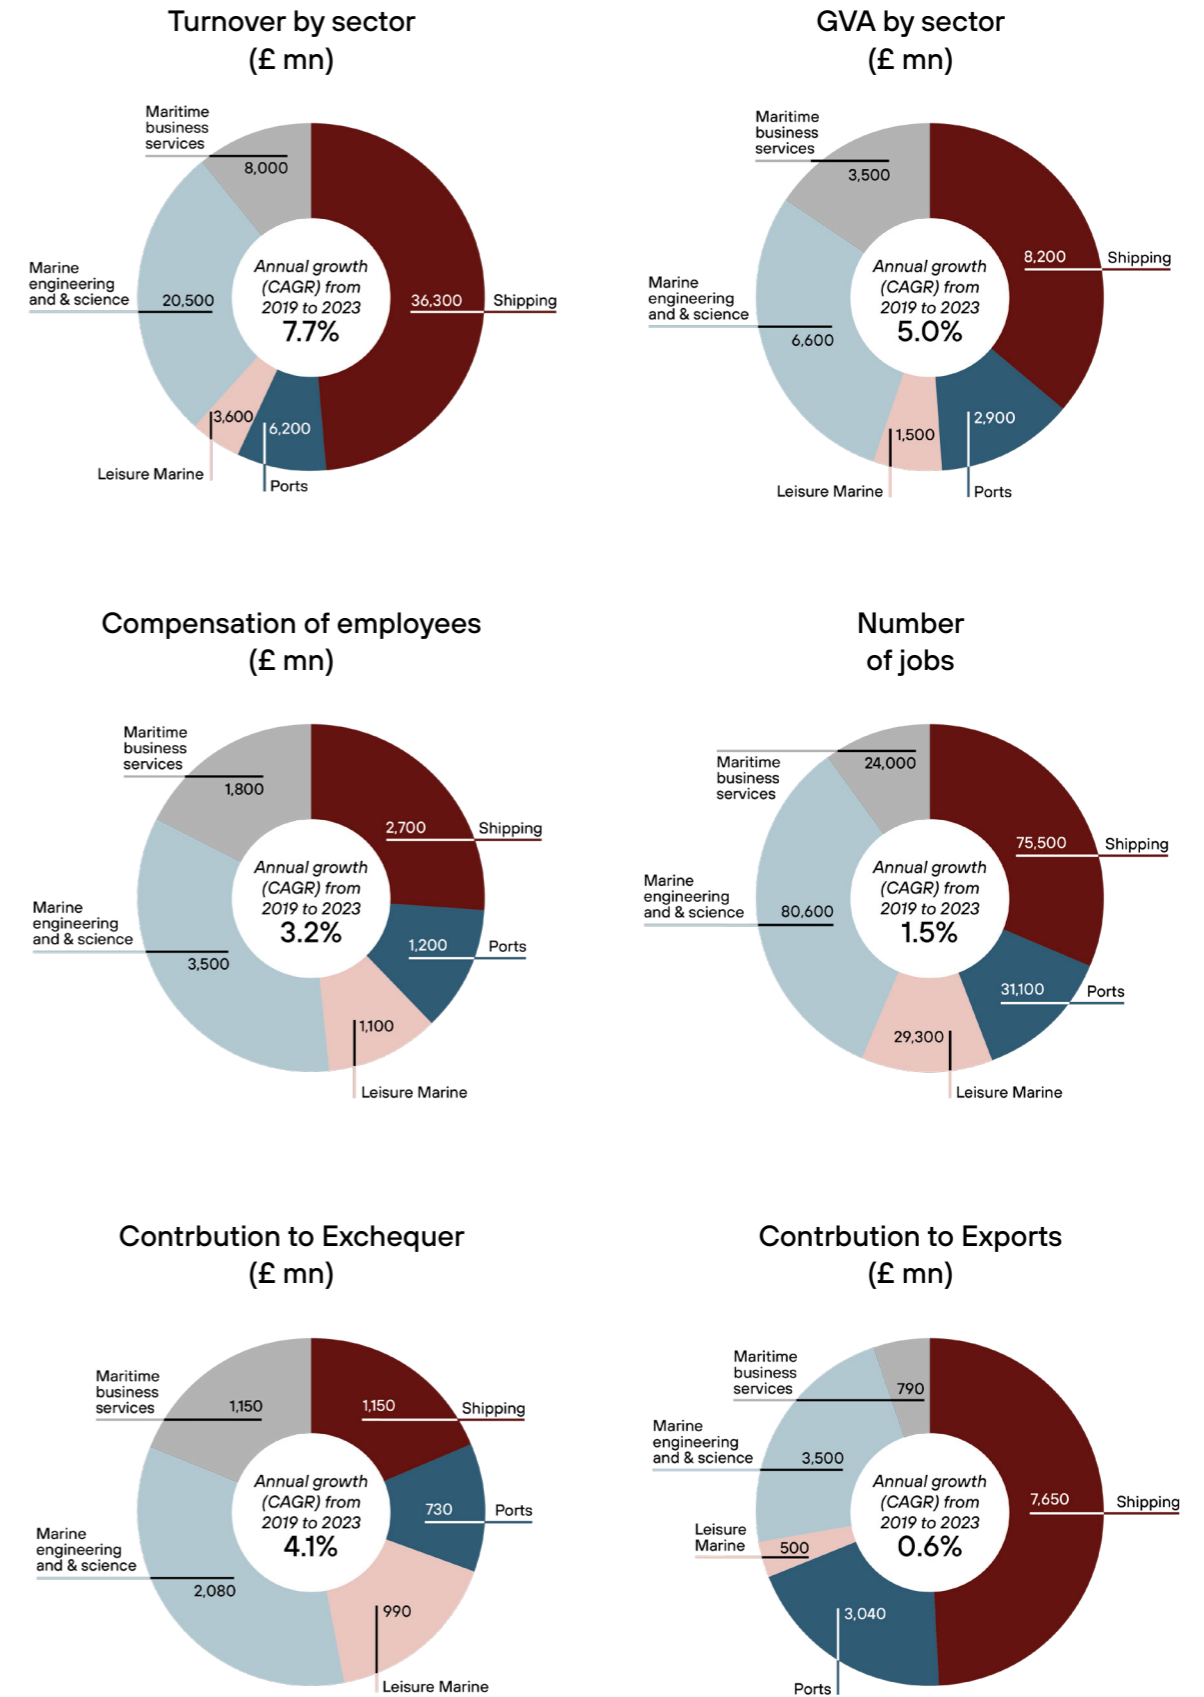 Turnover by sector
(£ mn)
Maritime
business
services
8,000
Marine
engineering
and & science
20,500
Annual growth
(CAGR) from
2019 to 2023
7.7%
36,300
Shipping
3,600
6,200
Leisure Marine
Ports
GVA by sector
(£ mn)
Maritime
business
services
3,500
8,200
Shipping
Marine
engineering
and & science
6,600
Annual growth
(CAGR) from
2019 to 2023
5.0%
2,900
1,500
Leisure Marine
Ports
Compensation of employees
(£ mn)
Maritime
business
services
1,800
2,700
Shipping
Annual growth
(CAGR) from
2019 to 2023
3.2%
Marine
engineering
and & science
3,500
1,200
Ports
1,100
Leisure Marine
Number
of jobs
24,000
Maritime
business
services
75,500
Shipping
Marine
engineering
and & science
80,600
Annual growth
(CAGR) from
2019 to 2023
1.5%
31,100
Ports
29,300
Leisure Marine
Contrbution to Exchequer
(£ mn)
Maritime
business
services
1,150
1,150
Shipping
Annual growth
(CAGR) from
2019 to 2023
4.1%
730
Ports
Marine
engineering
and & science
2,080
990
Leisure Marine
Contrbution to Exports
(£ mn)
Maritime
business
services
790
Marine
engineering
and & science
3,500
Annual growth
(CAGR) from
2019 to 2023
0.6%
7,650
Shipping
Leisure
Marine
500
3,040
Ports